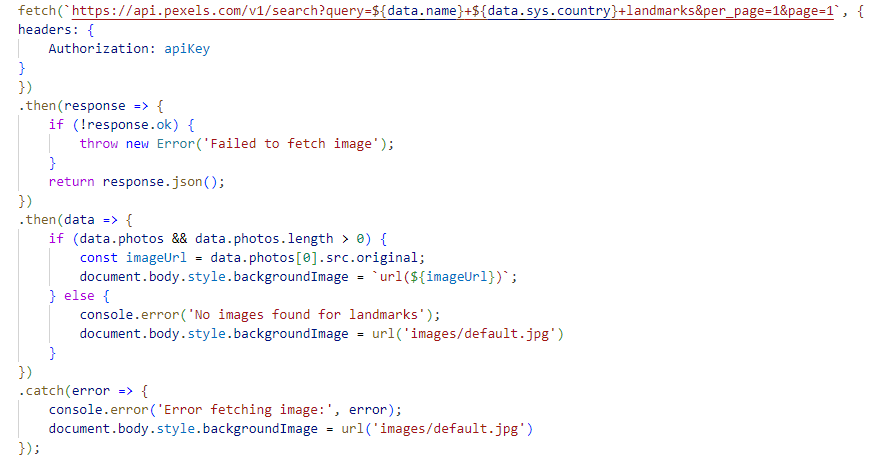 fetch(`https://api.pexels.com/v1/search?query=${data.name}+${data.sys.country}+landmarks&per_page=1&page=1`, {
headers: {
    Authorization: apiKey
}
})
.then(response => {
    if (!response.ok) {
        throw new Error('Failed to fetch image');
    }
    return response.json();
})
.then(data => {
    if (data.photos && data.photos.length > 0) {
        const imageUrl = data.photos[0].src.original;
        document.body.style.backgroundImage = `url(${imageUrl})`;
    } else {
        console.error('No images found for landmarks');
        document.body.style.backgroundImage = url('images/default.jpg')
    }
})
.catch(error => {
    console.error('Error fetching image:', error);
    document.body.style.backgroundImage = url('images/default.jpg')
});